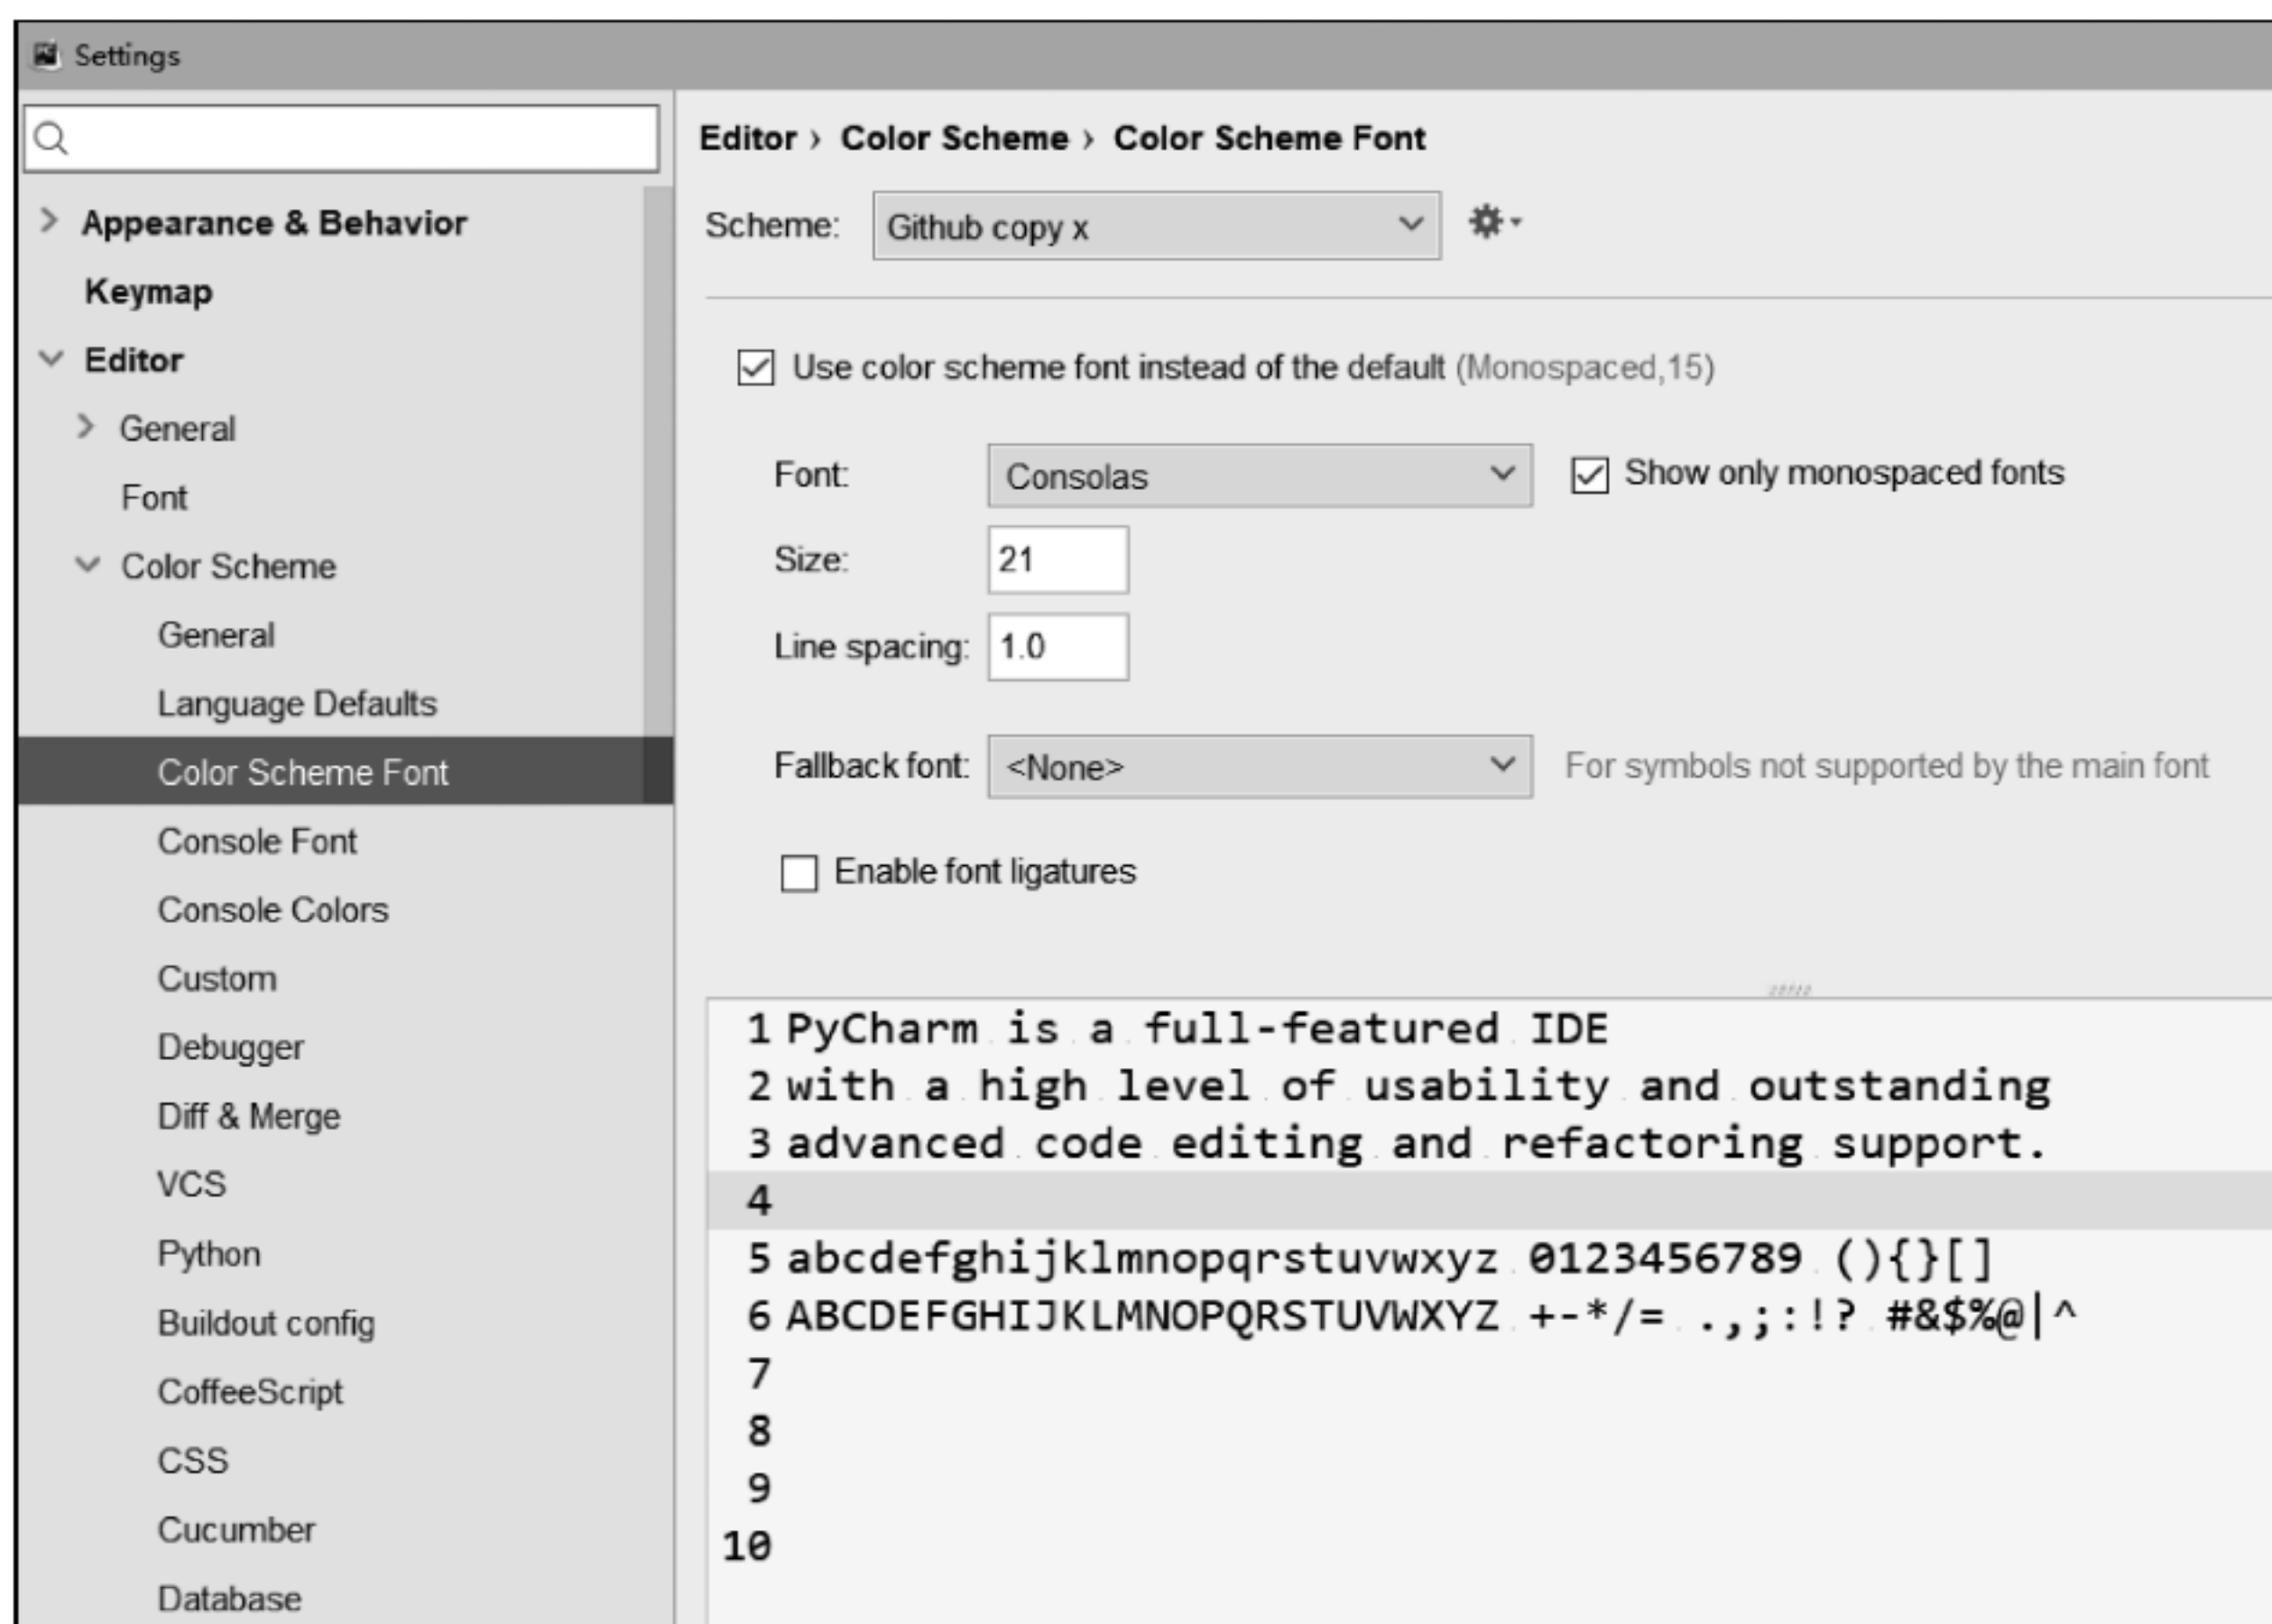 Settings
Appearance & Behavior
Keymap
Editor
General
Font
Color Scheme
General
Language Defaults
Color Scheme Font
Console Font
Console Colors
Custom
Debugger
Diff & Merge
VCS
Python
Buildout config
CoffeeScript
CSS
Cucumber
Database
Editor › Color Scheme › Color Scheme Font
Scheme: Github copy x
Use color scheme font instead of the default (Monospaced,15)
Font: Consolas Show only monospaced fonts
Size: 21
Line spacing: 1.0
Fallback font: <None> For symbols not supported by the main font
Enable font ligatures
1 PyCharm is a full-featured IDE
2 with a high level of usability and outstanding
3 advanced code editing and refactoring support.
4
5 abcdefghijklmnopqrstuvwxyz 0123456789 (){}[]
6 ABCDEFGHIJKLMNOPQRSTUVWXYZ +-*/= .,;:!? #&$%@|^
7
8
9
10